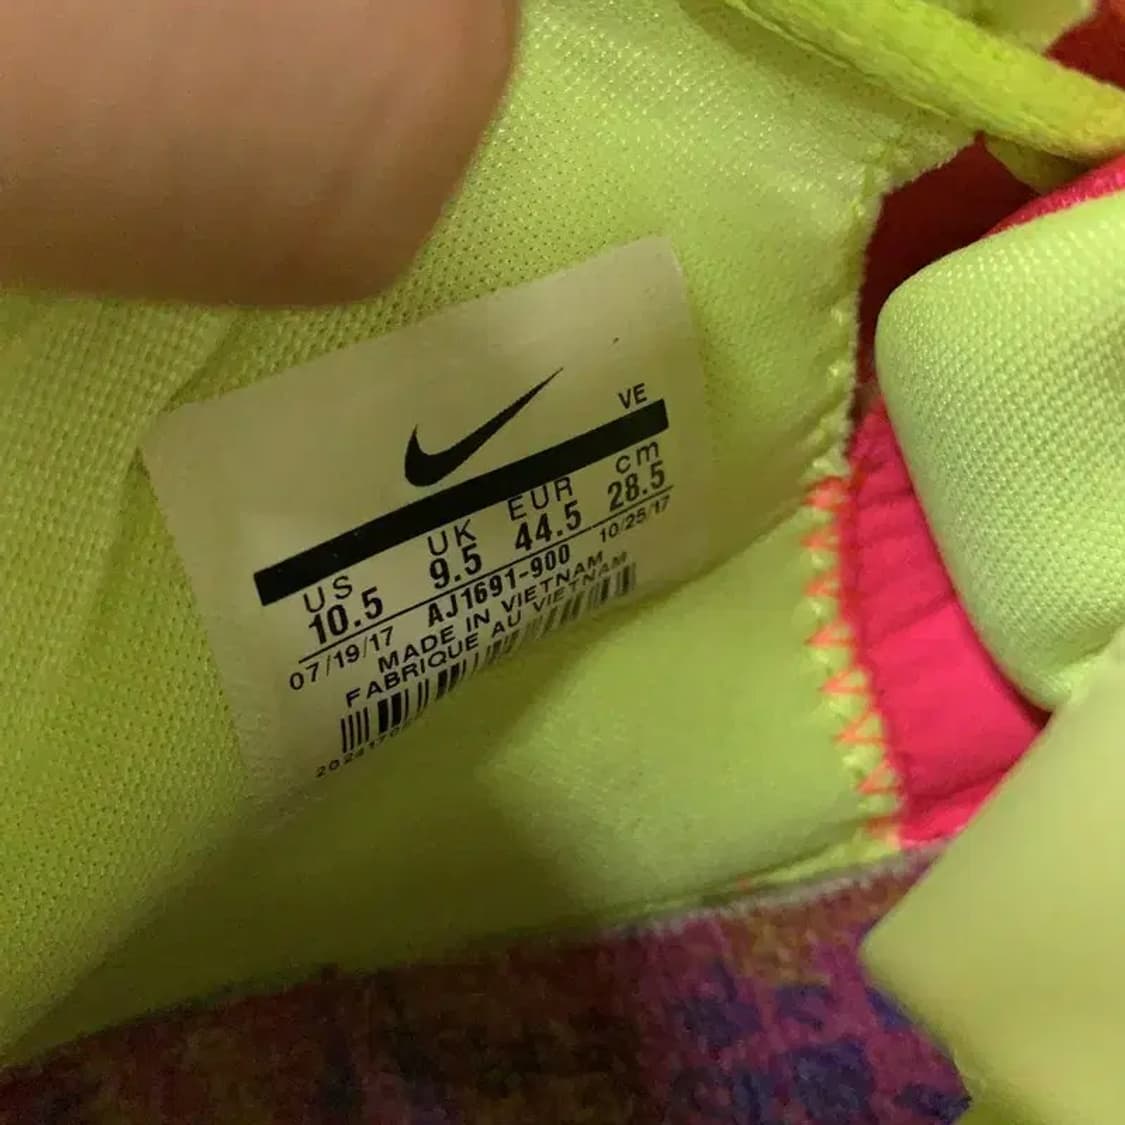 VE
US UK EUR cm
10.5 9.5 44.5 28.5
07/19/17 AJ1691-900 10/25/17
MADE IN VIETNAM
FABRIQUE AU VIETNAM